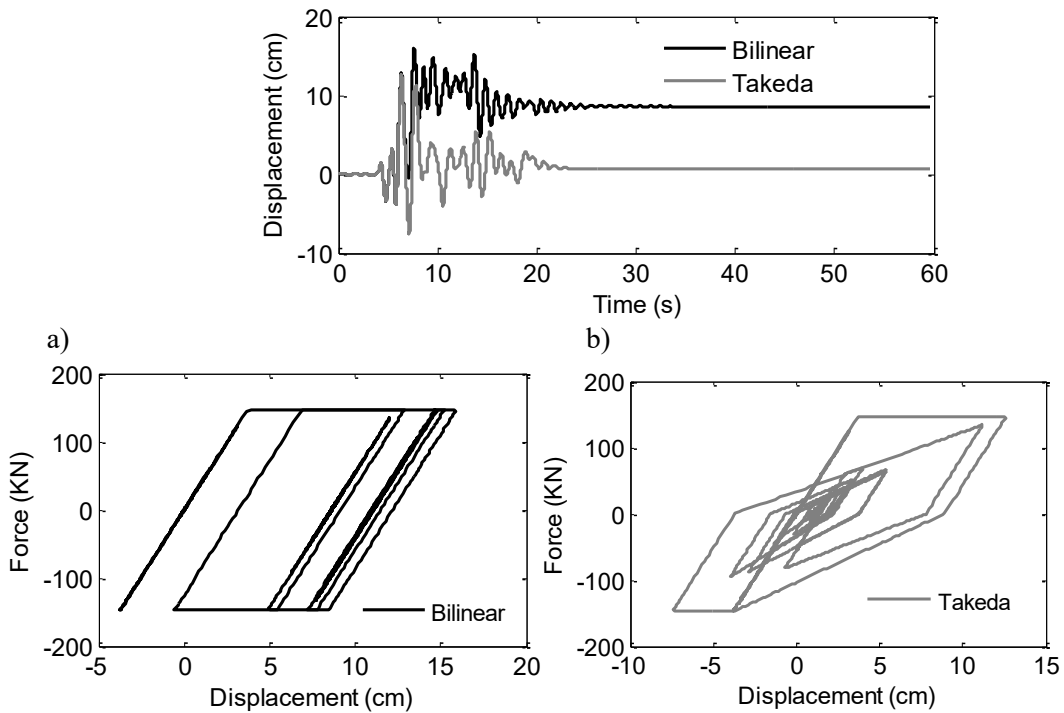 20
10
0
-10
Displacement (cm)
Bilinear
Takeda
0 10 20 30 40 50 60
Time (s)
a)
200
100
0
-100
-200
Force (KN)
Bilinear
-5 0 5 10 15 20
Displacement (cm)
b)
200
100
0
-100
-200
Force (KN)
Takeda
-10 -5 0 5 10 15
Displacement (cm)